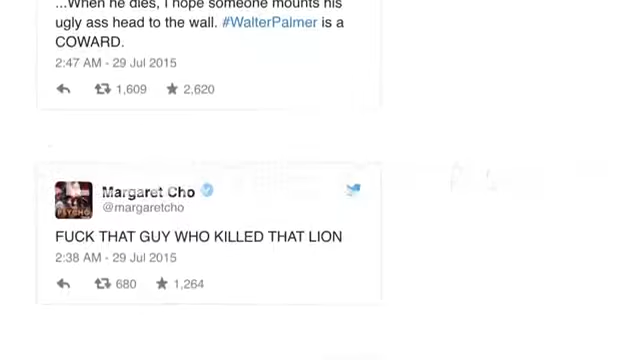 ...When he dies, I hope someone mounts his
ugly ass head to the wall. #WalterPalmer is a
COWARD.
2:47 AM - 29 Jul 2015
1,609 2,620
Margaret Cho
@margaretcho
PSYCHO
FUCK THAT GUY WHO KILLED THAT LION
2:38 AM - 29 Jul 2015
680 1,264